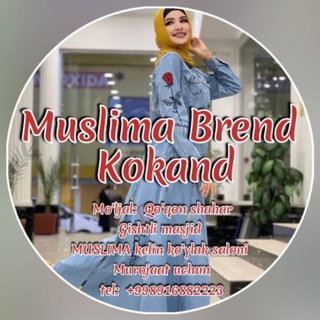 Muslima Brend
Kokand
Mo'ljal: Qo'qon shahar
Gishtli masjid
MUSLIMA kelin ko'ylak saloni
Murojaat uchun
tel: +998916882223